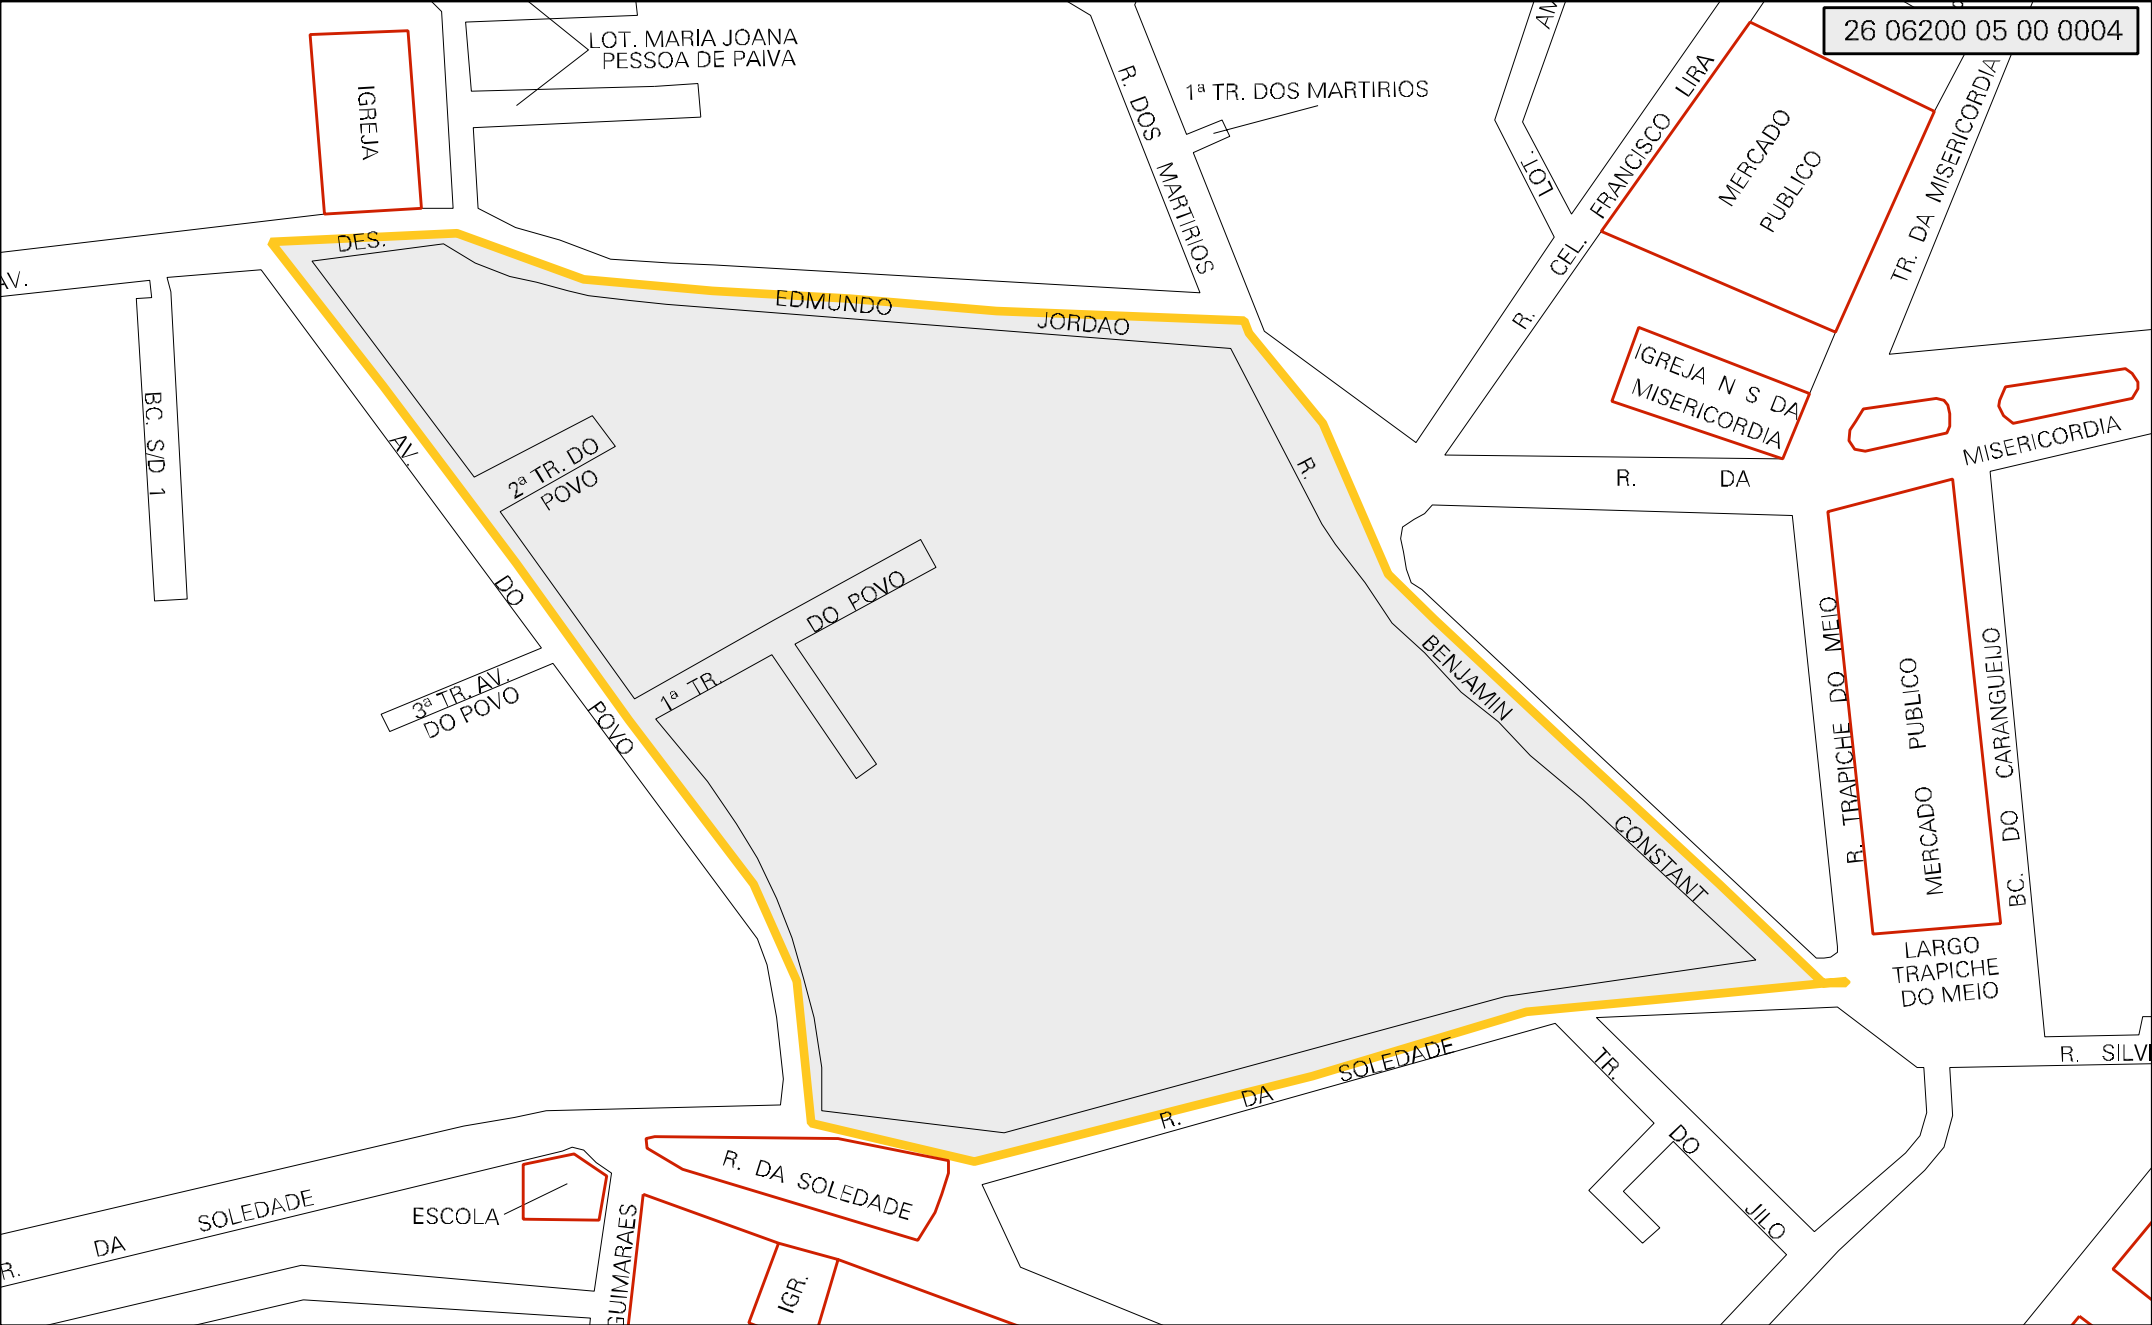 26 06200 05 00 0004
LOT. MARIA JOANA
PESSOA DE PAIVA
IGREJA
R. DOS MARTIRIOS
1ª TR. DOS MARTIRIOS
LOT.
R. CEL. FRANCISCO LIRA
MERCADO
PUBLICO
TR. DA MISERICORDIA
AV. DES. EDMUNDO JORDAO
IGREJA N S DA
MISERICORDIA
R. DA MISERICORDIA
BC. S/D 1
AV. DO POVO
2ª TR. DO
POVO
1ª TR. DO POVO
3ª TR. AV.
DO POVO
R. BENJAMIN CONSTANT
R. TRAPICHE DO MEIO
MERCADO PUBLICO
BC. DO CARANGUEIJO
LARGO
TRAPICHE
DO MEIO
R. SILVI
R. DA SOLEDADE
TR. DO JILO
R. DA SOLEDADE
ESCOLA
R. DA SOLEDADE
GUIMARAES
IGR.